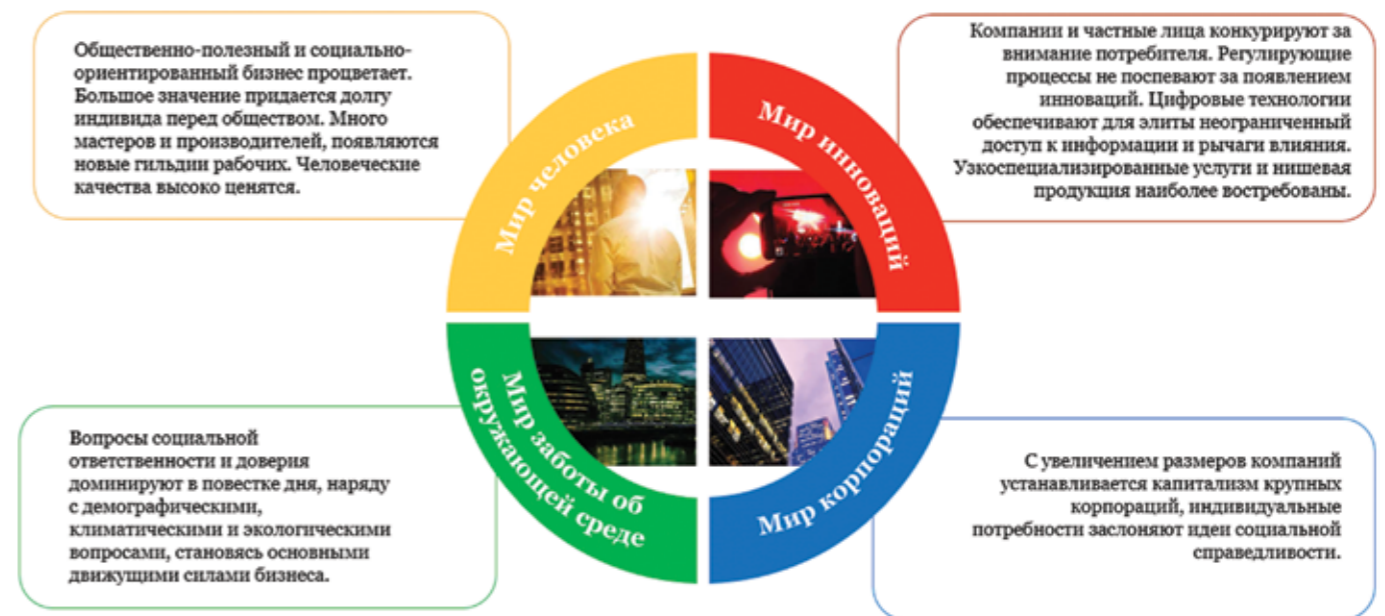 Общественно-полезный и социально-
ориентированный бизнес процветает.
Большое значение придается долгу
индивида перед обществом. Много
мастеров и производителей, появляются
новые гильдии рабочих. Человеческие
качества высоко ценятся.
Компании и частные лица конкурируют за
внимание потребителя. Регулирующие
процессы не поспевают за появлением
инноваций. Цифровые технологии
обеспечивают для элиты неограниченный
доступ к информации и рычаги влияния.
Узкоспециализированные услуги и нишевая
продукция наиболее востребованы.
Мир человека
Мир инноваций
Мир заботы об
окружающей среде
Мир корпораций
Вопросы социальной
ответственности и доверия
доминируют в повестке дня, наряду
с демографическими,
климатическими и экологическими
вопросами, становясь основными
движущими силами бизнеса.
С увеличением размеров компаний
устанавливается капитализм крупных
корпораций, индивидуальные
потребности заслоняют идеи социальной
справедливости.